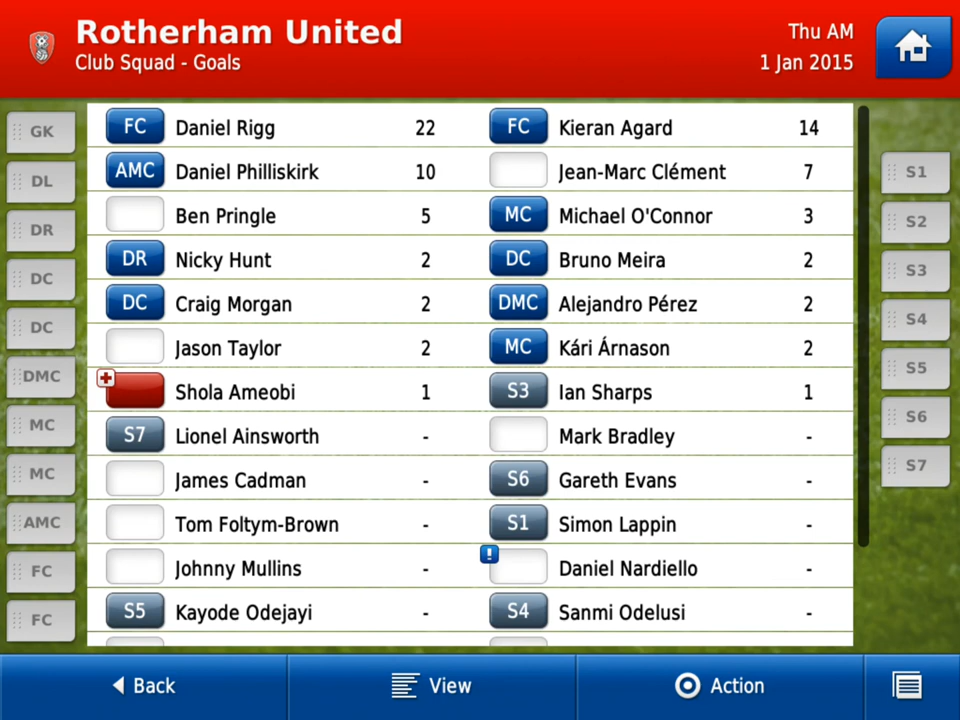 Rotherham United
Club Squad - Goals
Thu AM
1 Jan 2015
GK
DL
DR
DC
DC
DMC
MC
MC
AMC
FC
FC
FC Daniel Rigg 22 FC Kieran Agard 14
AMC Daniel Philliskirk 10 Jean-Marc Clément 7
Ben Pringle 5 MC Michael O'Connor 3
DR Nicky Hunt 2 DC Bruno Meira 2
DC Craig Morgan 2 DMC Alejandro Pérez 2
Jason Taylor 2 MC Kári Árnason 2
Shola Ameobi 1 S3 Ian Sharps 1
S7 Lionel Ainsworth - Mark Bradley -
James Cadman - S6 Gareth Evans -
Tom Foltym-Brown - S1 Simon Lappin -
Johnny Mullins - ! Daniel Nardiello -
S5 Kayode Odejayi - S4 Sanmi Odelusi -
S1
S2
S3
S4
S5
S6
S7
Back
View
Action